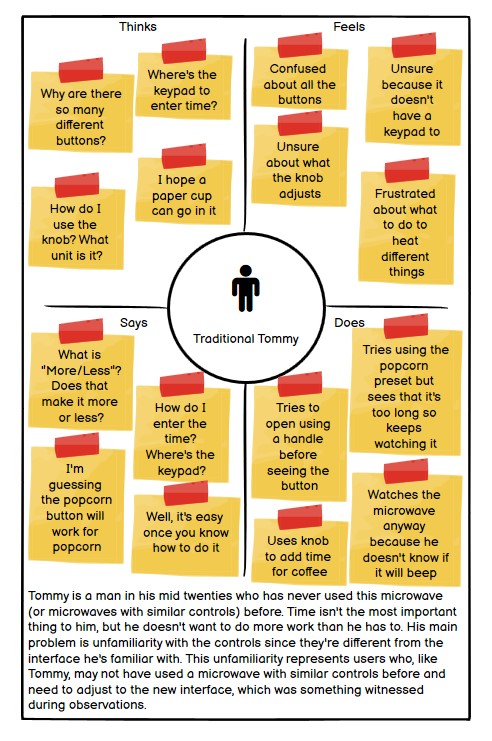 Thinks
Why are there
so many
different
buttons?
Where's the
keypad to
enter time?
How do I
use the
knob? What
unit is it?
I hope a
paper cup
can go in it
Feels
Confused
about all the
buttons
Unsure
because it
doesn't
have a
keypad to
Unsure
about what
the knob
adjusts
Frustrated
about what
to do to
heat
different
things
Traditional Tommy
Says
What is
"More/Less"?
Does that
make it more
or less?
How do I
enter the
time?
Where's the
keypad?
I'm
guessing
the popcorn
button will
work for
popcorn
Well, it's easy
once you know
how to do it
Does
Tries to
open using
a handle
before
seeing the
button
Tries using the
popcorn
preset but
sees that it's
too long so
keeps
watching it
Uses knob
to add time
for coffee
Watches the
microwave
anyway because he
doesn't know if
it will beep
Tommy is a man in his mid twenties who has never used this microwave
(or microwaves with similar controls) before. Time isn't the most important
thing to him, but he doesn't want to do more work than he has to. His main
problem is unfamiliarity with the controls since they're different from the
interface he's familiar with. This unfamiliarity represents users who, like
Tommy, may not have used a microwave with similar controls before and
need to adjust to the new interface, which was something witnessed
during observations.